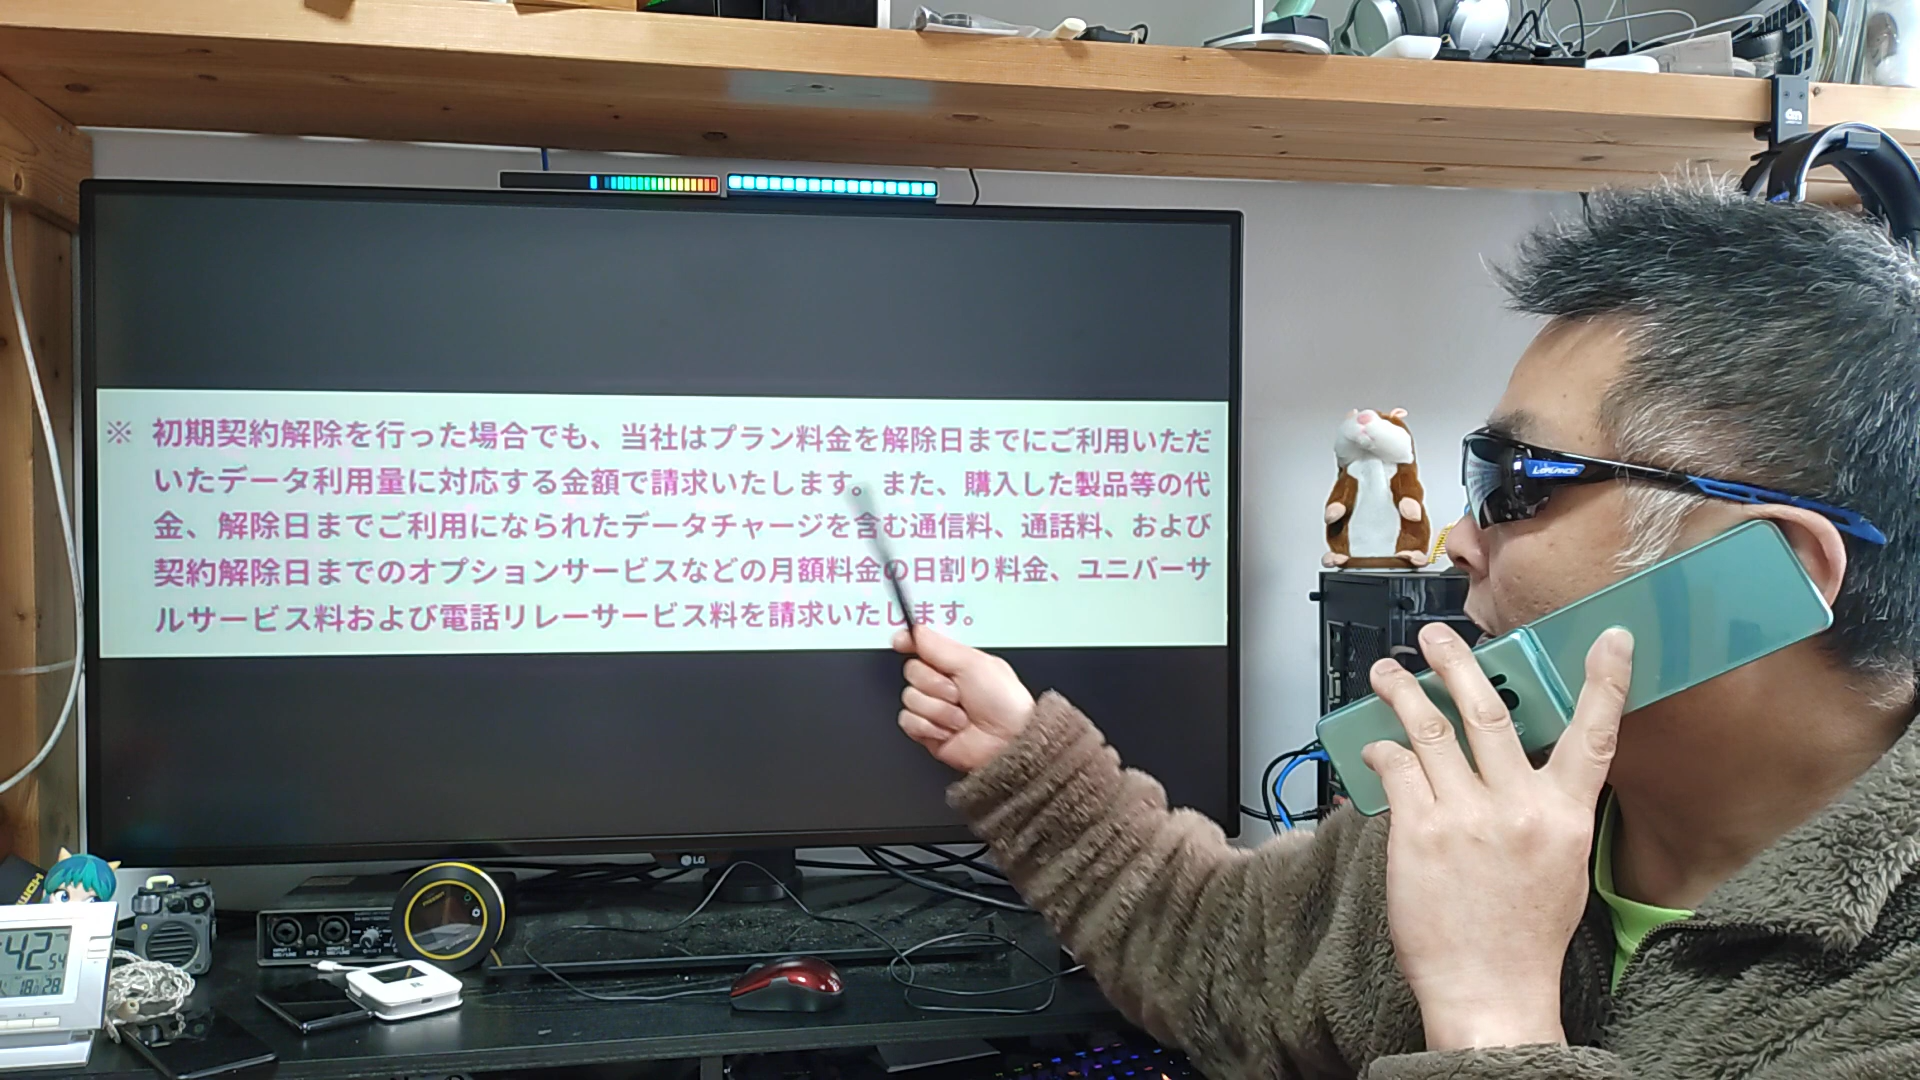 ※ 初期契約解除を行った場合でも、当社はプラン料金を解除日までにご利用いただ
いたデータ利用量に対応する金額で請求いたします。また、購入した製品等の代
金、解除日までご利用になられたデータチャージを含む通信料、通話料、および
契約解除日までのオプションサービスなどの月額料金の日割り料金、ユニバーサ
ルサービス料および電話リレーサービス料を請求いたします。
LG
42 54